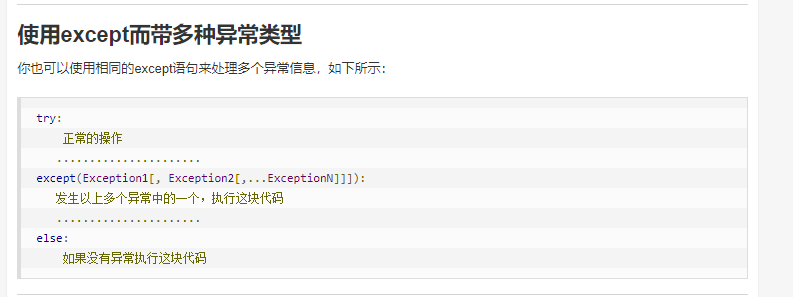 使用except而带多种异常类型
你也可以使用相同的except语句来处理多个异常信息，如下所示：
try:
正常的操作
......................
except(Exception1[, Exception2[,...ExceptionN]]]):
发生以上多个异常中的一个，执行这块代码
......................
else:
如果没有异常执行这块代码